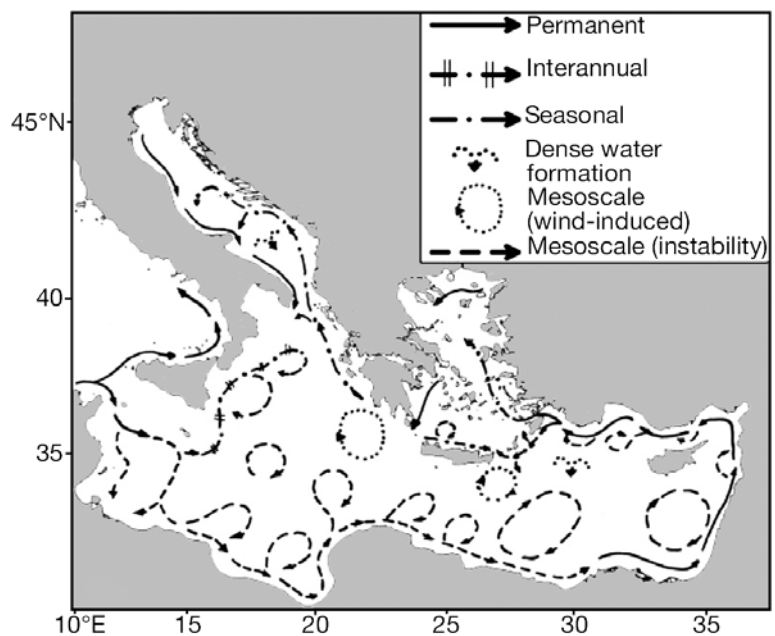 Permanent
Interannual
Seasonal
Dense water
formation
Mesoscale
(wind-induced)
Mesoscale (instability)
45°N
40
35
10°E 15 20 25 30 35